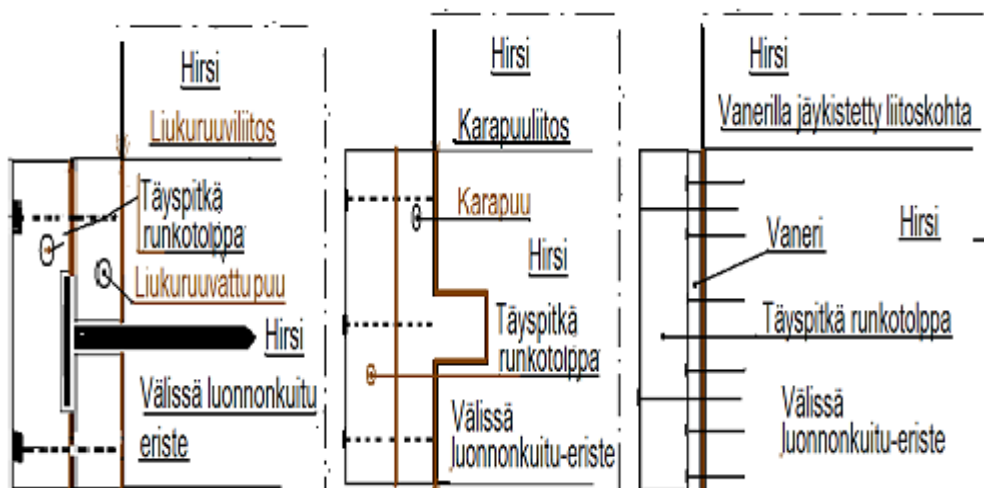 Hirsi
Liukuruuviliitos
Täyspitkä
runkotolppa
Liukuruuvattu puu
Hirsi
Välissä luonnonkuitu
eriste
Hirsi
Karapuuliitos
Karapuu
Hirsi
Täyspitkä
runkotolppa
Välissä
luonnonkuitu-eriste
Hirsi
Vanerilla jäykistetty liitoskohta
Vaneri
Hirsi
Täyspitkä runkotolppa
Välissä
luonnonkuitu-eriste